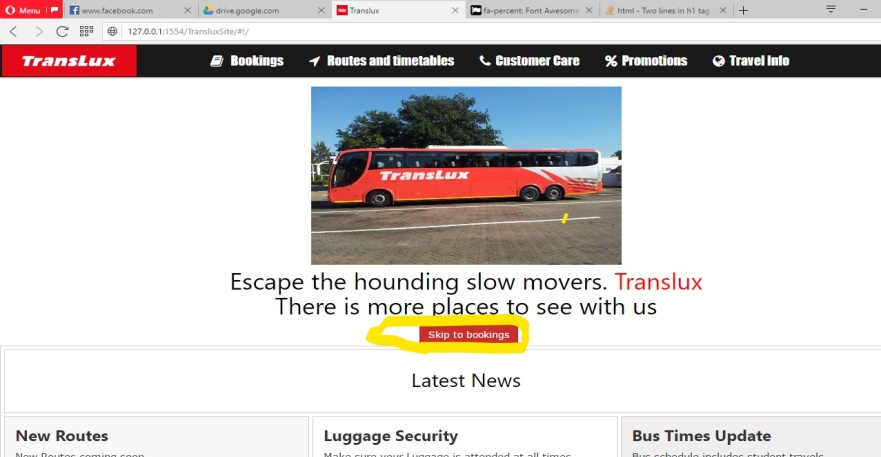 Menu
www.facebook.com
drive.google.com
Translux
fa-percent: Font Awesome
html - Two lines in h1 tag
127.0.0.1:1554/TransluxSite/#!/
TransLux
Bookings
Routes and timetables
Customer Care
% Promotions
Travel Info
TransLux
Escape the hounding slow movers. Translux
There is more places to see with us
Skip to bookings
Latest News
New Routes
New Routes coming soon
Luggage Security
Make sure your Luggage is attended at all times
Bus Times Update
Bus schedule includes student travels